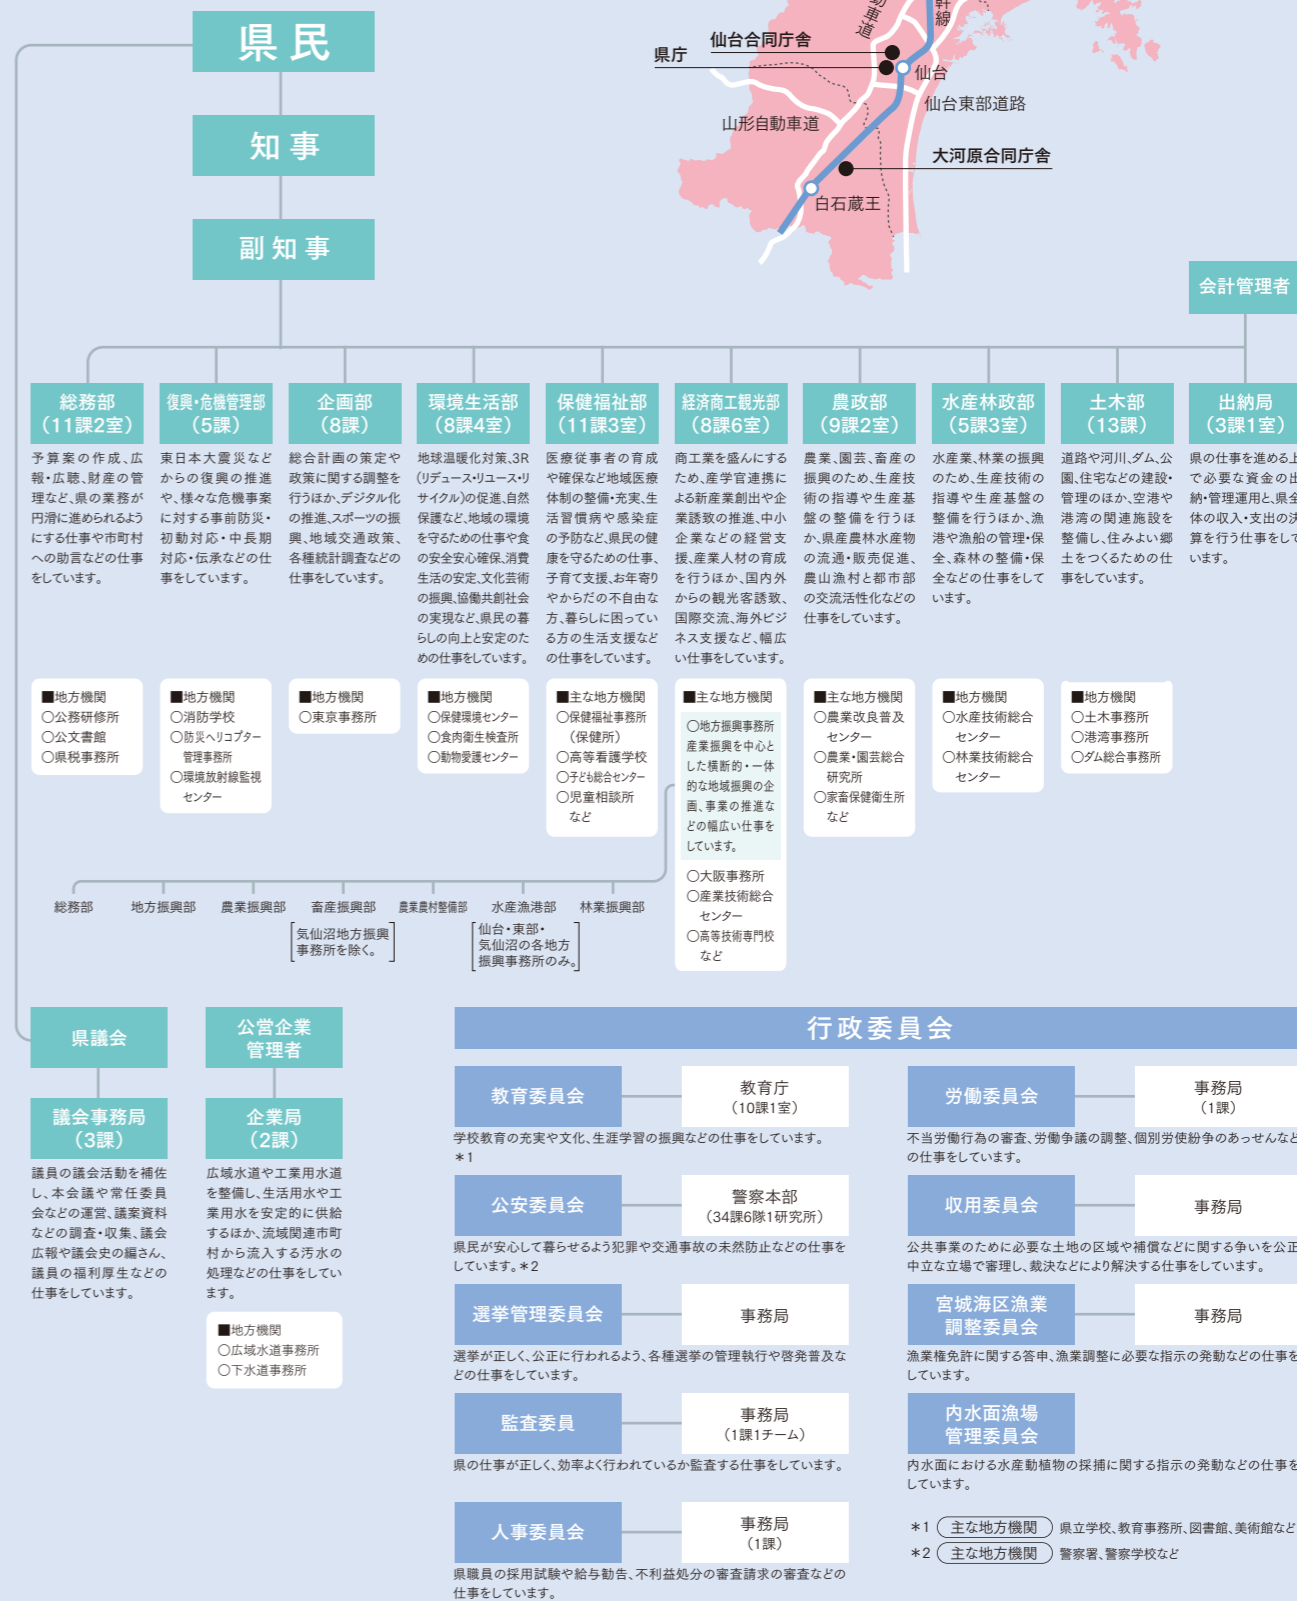 動車道
幹線
県民
知事
副知事
仙台合同庁舎
県庁
仙台
仙台東部道路
山形自動車道
大河原合同庁舎
白石蔵王
会計管理者
総務部
(11課2室)
予算案の作成、広
報・広聴、財産の管
理など、県の業務が
円滑に進められるよう
にする仕事や市町村
への助言などの仕事
をしています。
■地方機関
○公務研修所
○公文書館
○県税事務所
復興・危機管理部
(5課)
東日本大震災など
からの復興の推進
や、様々な危機事案
に対する事前防災・
初動対応・中長期
対応・伝承などの仕
事をしています。
■地方機関
○消防学校
○防災ヘリコプター
管理事務所
○環境放射線監視
センター
企画部
(8課)
総合計画の策定や
政策に関する調整を
行うほか、デジタル化
の推進、スポーツの振
興、地域交通政策、
各種統計調査などの
仕事をしています。
■地方機関
○東京事務所
環境生活部
(8課4室)
地球温暖化対策、3R
(リデュース・リユース・リ
サイクル)の促進、自然
保護など、地域の環境
を守るための仕事や食
の安全安心確保、消費
生活の安定、文化芸術
の振興、協働共創社会
の実現など、県民の暮
らしの向上と安定のた
めの仕事をしています。
■地方機関
○保健環境センター
○食肉衛生検査所
○動物愛護センター
保健福祉部
(11課3室)
医療従事者の育成
や確保など地域医療
体制の整備・充実、生
活習慣病や感染症
の予防など、県民の健
康を守るための仕事、
子育て支援、お年寄り
やからだの不自由な
方、暮らしに困ってい
る方の生活支援など
の仕事をしています。
■主な地方機関
○保健福祉事務所
(保健所)
○高等看護学校
○子ども総合センター
○児童相談所
など
経済商工観光部
(8課6室)
商工業を盛んにする
ため、産学官連携に
よる新産業創出や企
業誘致の推進、中小
企業などの経営支
援、産業人材の育成
を行うほか、国内外
からの観光客誘致、
国際交流、海外ビジ
ネス支援など、幅広
い仕事をしています。
■主な地方機関
○地方振興事務所
産業振興を中心と
した横断的・一体
的な地域振興の企
画、事業の推進な
どの幅広い仕事を
しています。
○大阪事務所
○産業技術総合
センター
○高等技術専門校
など
農政部
(9課2室)
農業、園芸、畜産の
振興のため、生産技
術の指導や生産基
盤の整備を行うほ
か、県産農林水産物
の流通・販売促進、
農山漁村と都市部
の交流活性化などの
仕事をしています。
■主な地方機関
○農業改良普及
センター
○農業・園芸総合
研究所
○家畜保健衛生所
など
水産林政部
(5課3室)
水産業、林業の振興
のため、生産技術の
指導や生産基盤の
整備を行うほか、漁
港や漁船の管理・保
全、森林の整備・保
全などの仕事をして
います。
■地方機関
○水産技術総合
センター
○林業技術総合
センター
土木部
(13課)
道路や河川、ダム、公
園、住宅などの建設・
管理のほか、空港や
港湾の関連施設を
整備し、住みよい郷
土をつくるための仕
事をしています。
■地方機関
○土木事務所
○港湾事務所
○ダム総合事務所
出納局
(3課1室)
県の仕事を進める上
で必要な資金の出
納・管理運用と、県全
体の収入・支出の決
算を行う仕事をして
います。
総務部
地方振興部
農業振興部
畜産振興部
[気仙沼地方振興
事務所を除く。]
農業農村整備部
水産漁港部
[仙台・東部・
気仙沼の各地方
振興事務所のみ。]
林業振興部
県議会
議会事務局
(3課)
議員の議会活動を補佐
し、本会議や常任委員
会などの運営、議案資料
などの調査・収集、議会
広報や議会史の編さん、
議員の福利厚生などの
仕事をしています。
公営企業
管理者
企業局
(2課)
広域水道や工業用水道
を整備し、生活用水や工
業用水を安定的に供給
するほか、流域関連市町
村から流入する汚水の
処理などの仕事をしてい
ます。
■地方機関
○広域水道事務所
○下水道事務所
行政委員会
教育委員会
教育庁
(10課1室)
学校教育の充実や文化、生涯学習の振興などの仕事をしています。
*1
公安委員会
警察本部
(34課6隊1研究所)
県民が安心して暮らせるよう犯罪や交通事故の未然防止などの仕事を
しています。*2
選挙管理委員会
事務局
選挙が正しく、公正に行われるよう、各種選挙の管理執行や啓発普及な
どの仕事をしています。
監査委員
事務局
(1課1チーム)
県の仕事が正しく、効率よく行われているか監査する仕事をしています。
人事委員会
事務局
(1課)
県職員の採用試験や給与勧告、不利益処分の審査請求の審査などの
仕事をしています。
労働委員会
事務局
(1課)
不当労働行為の審査、労働争議の調整、個別労使紛争のあっせんなど
の仕事をしています。
収用委員会
事務局
公共事業のために必要な土地の区域や補償などに関する争いを公正
中立な立場で審理し、裁決などにより解決する仕事をしています。
宮城海区漁業
調整委員会
事務局
漁業権免許に関する答申、漁業調整に必要な指示の発動などの仕事を
しています。
内水面漁場
管理委員会
内水面における水産動植物の採捕に関する指示の発動などの仕事を
しています。
*1 主な地方機関 県立学校、教育事務所、図書館、美術館など
*2 主な地方機関 警察署、警察学校など